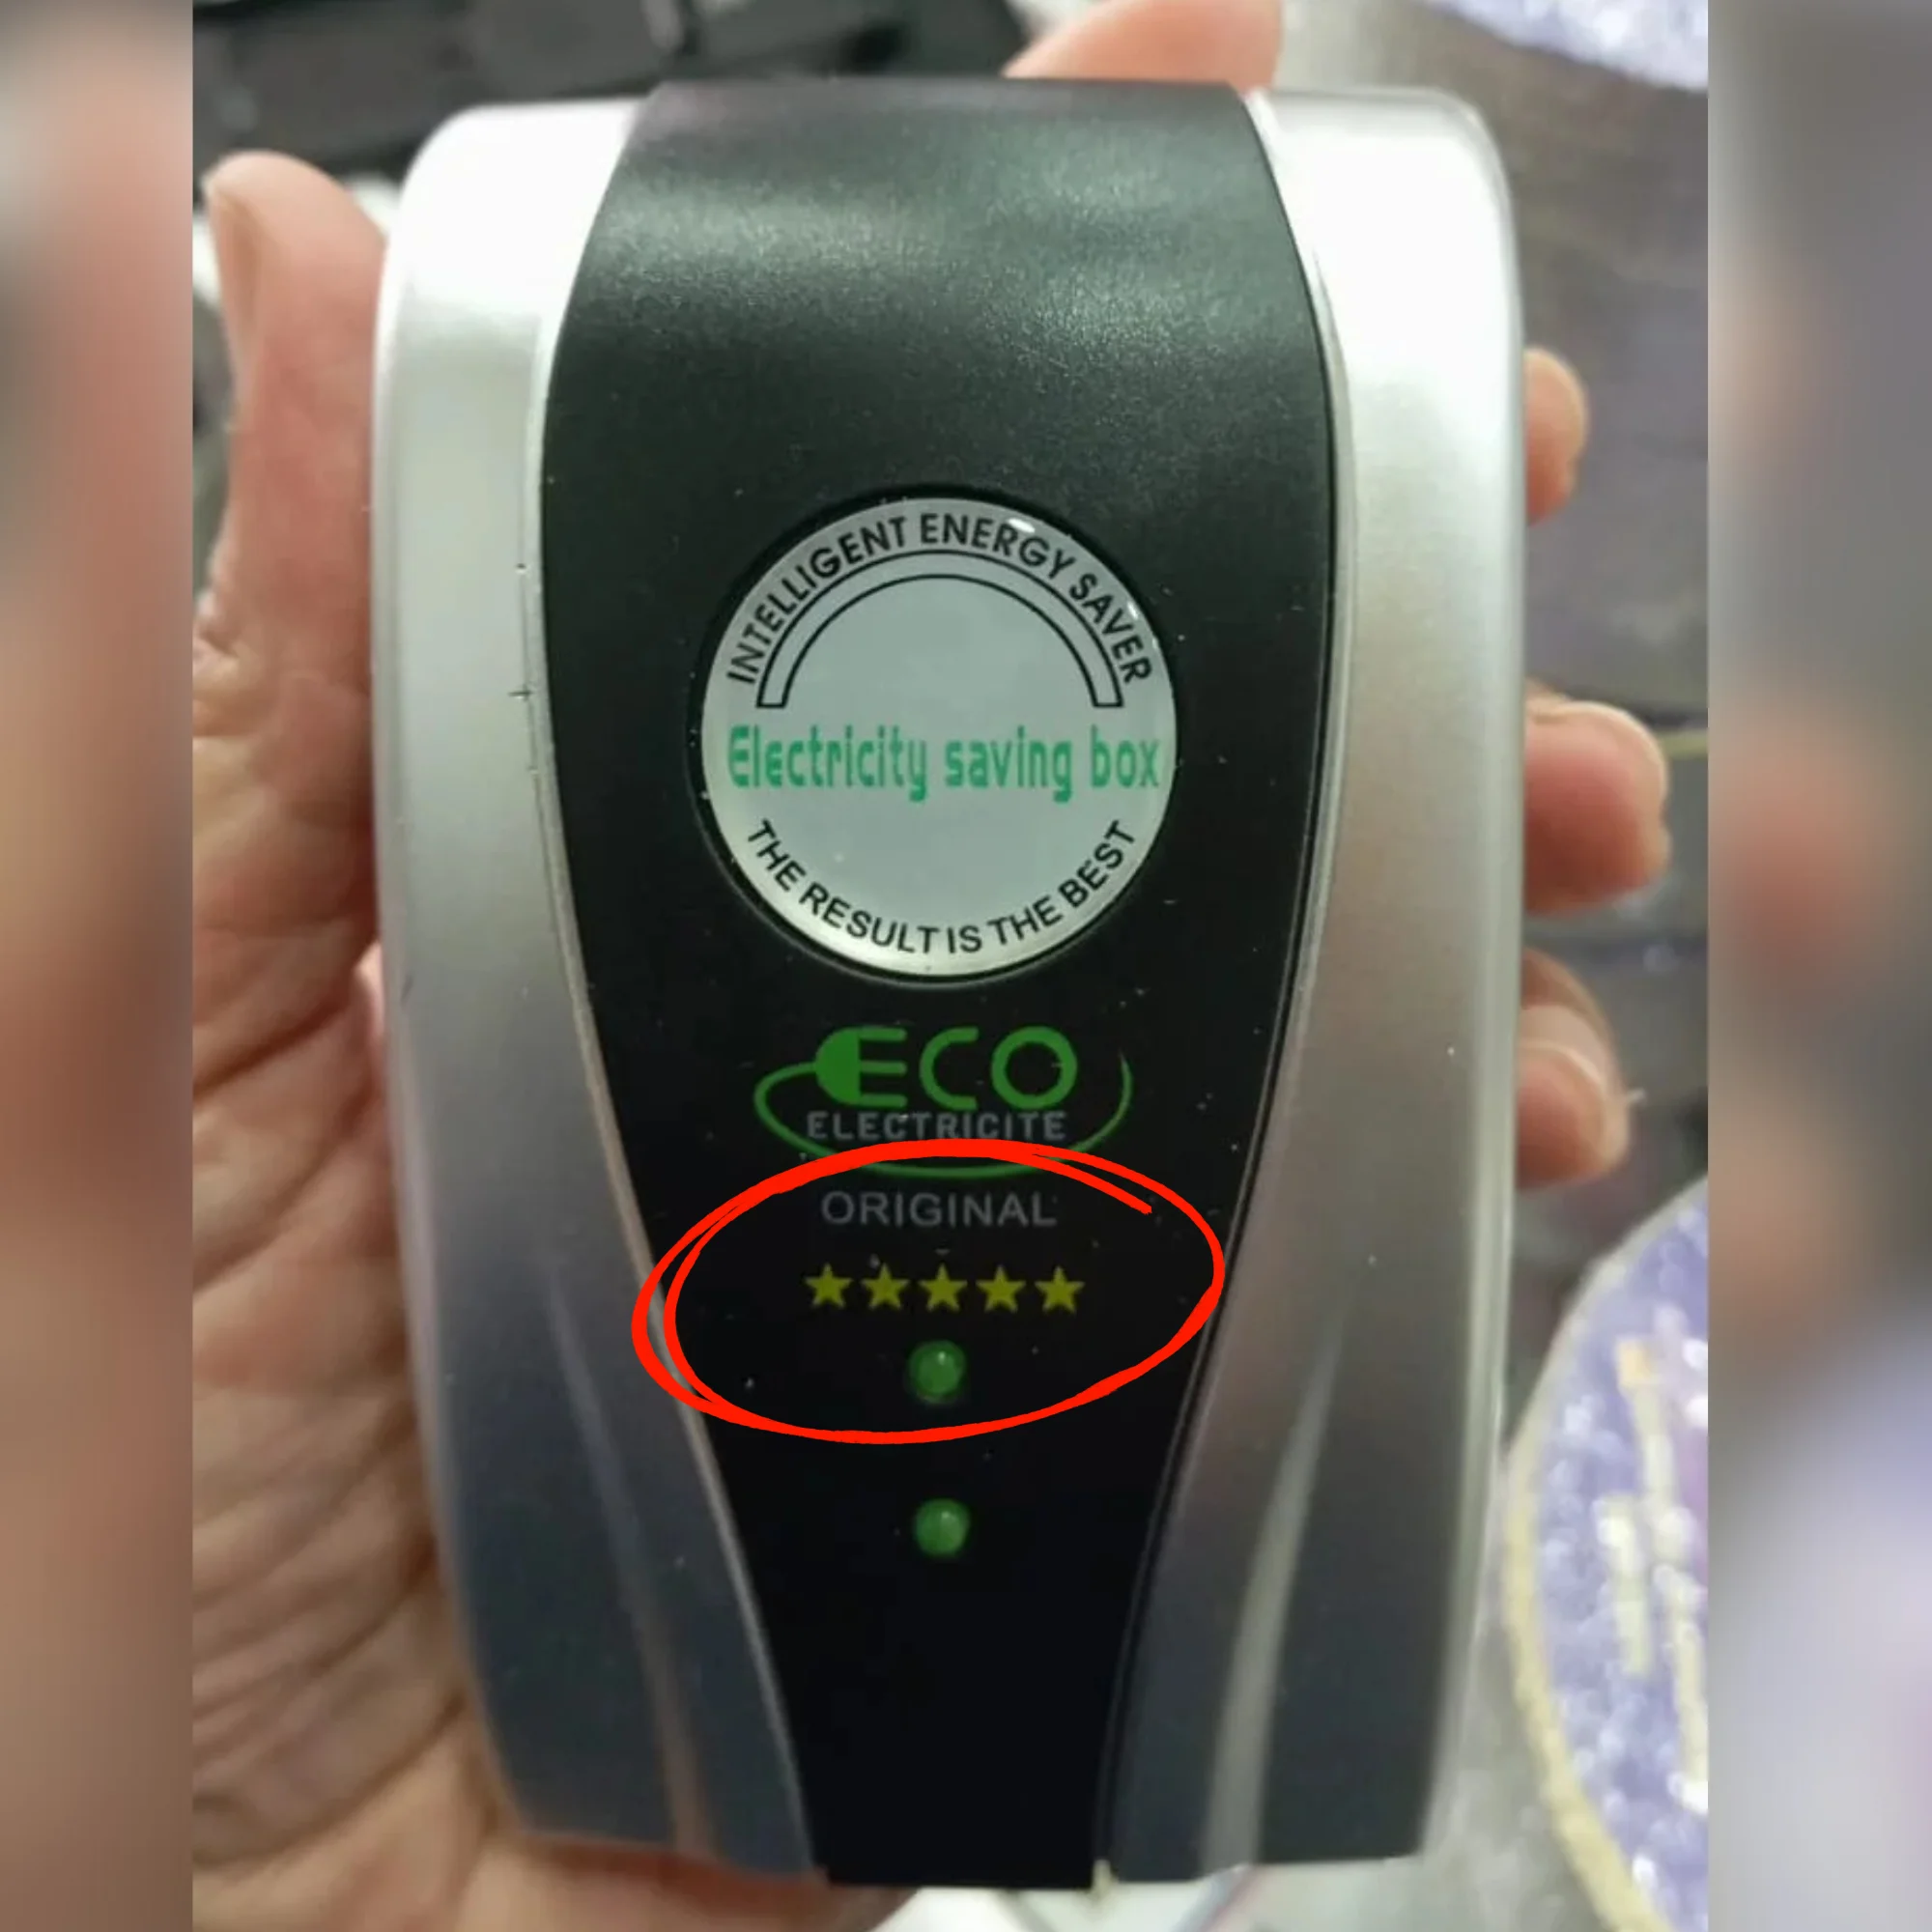 INTELLIGENT ENERGY SAVER
Electricity saving box
THE RESULT IS THE BEST
ECO
ELECTRICITE
ORIGINAL